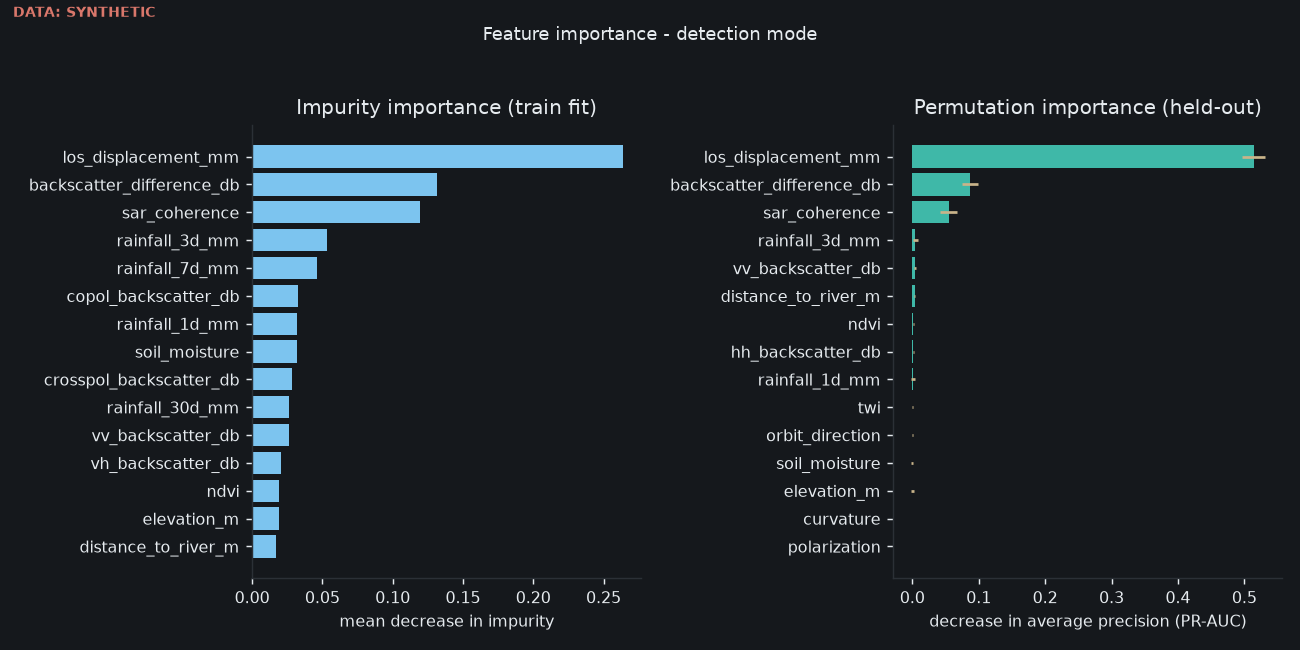 DATA: SYNTHETIC
Feature importance - detection mode
Impurity importance (train fit)
los_displacement_mm
backscatter_difference_db
sar_coherence
rainfall_3d_mm
rainfall_7d_mm
copol_backscatter_db
rainfall_1d_mm
soil_moisture
crosspol_backscatter_db
rainfall_30d_mm
vv_backscatter_db
vh_backscatter_db
ndvi
elevation_m
distance_to_river_m
0.00 0.05 0.10 0.15 0.20 0.25
mean decrease in impurity
Permutation importance (held-out)
los_displacement_mm
backscatter_difference_db
sar_coherence
rainfall_3d_mm
vv_backscatter_db
distance_to_river_m
ndvi
hh_backscatter_db
rainfall_1d_mm
twi
orbit_direction
soil_moisture
elevation_m
curvature
polarization
0.0 0.1 0.2 0.3 0.4 0.5
decrease in average precision (PR-AUC)